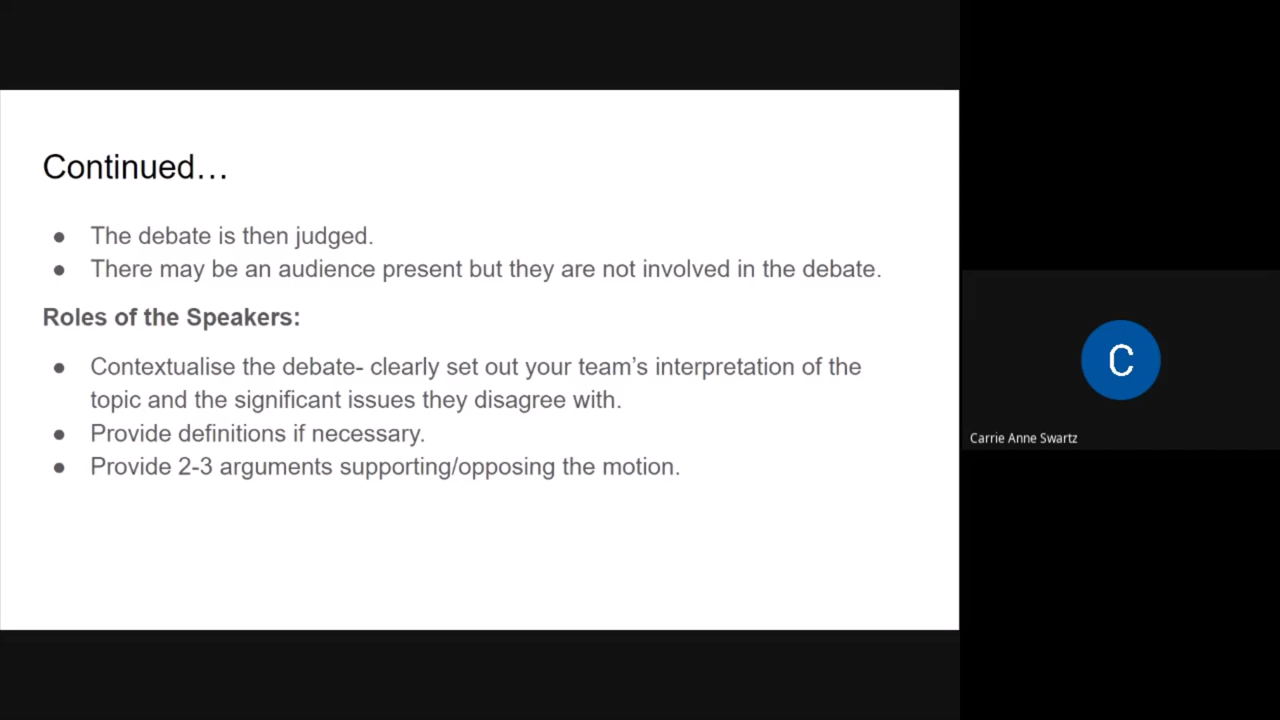 Continued…
● The debate is then judged.
● There may be an audience present but they are not involved in the debate.
Roles of the Speakers:
● Contextualise the debate- clearly set out your team’s interpretation of the
topic and the significant issues they disagree with.
● Provide definitions if necessary.
● Provide 2-3 arguments supporting/opposing the motion.
C
Carrie Anne Swartz